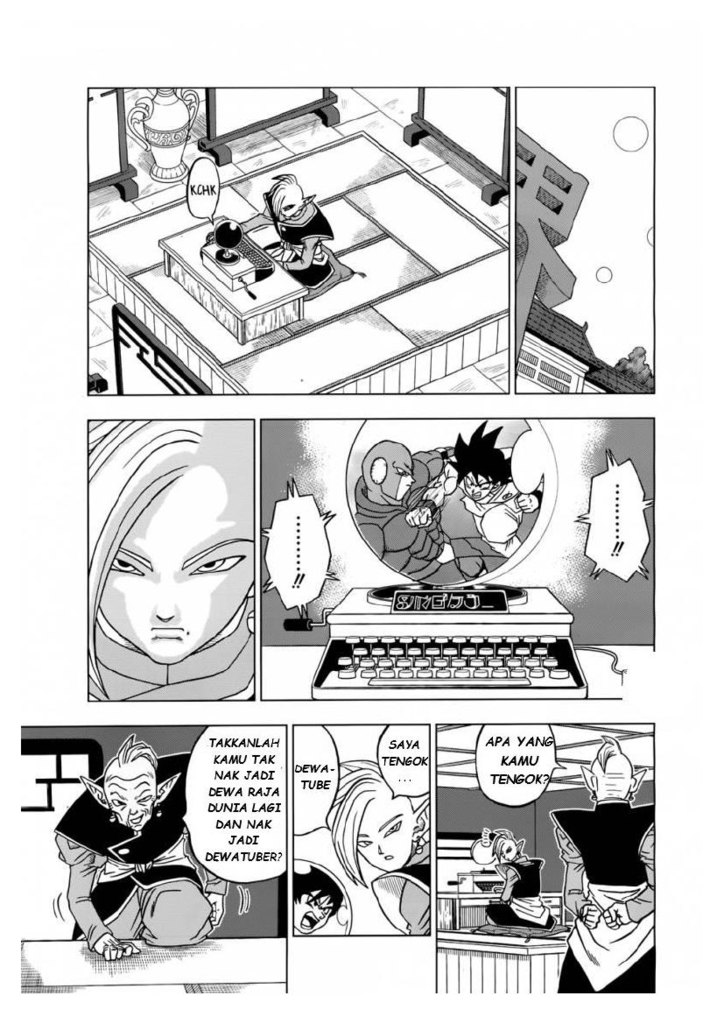 KCHK
.........!!
.........!!
APA YANG
KAMU
TENGOK?
SAYA
TENGOK
...
DEWA-
TUBE
TAKKANLAH
KAMU TAK
NAK JADI
DEWA RAJA
DUNIA LAGI
DAN NAK
JADI
DEWATUBER?